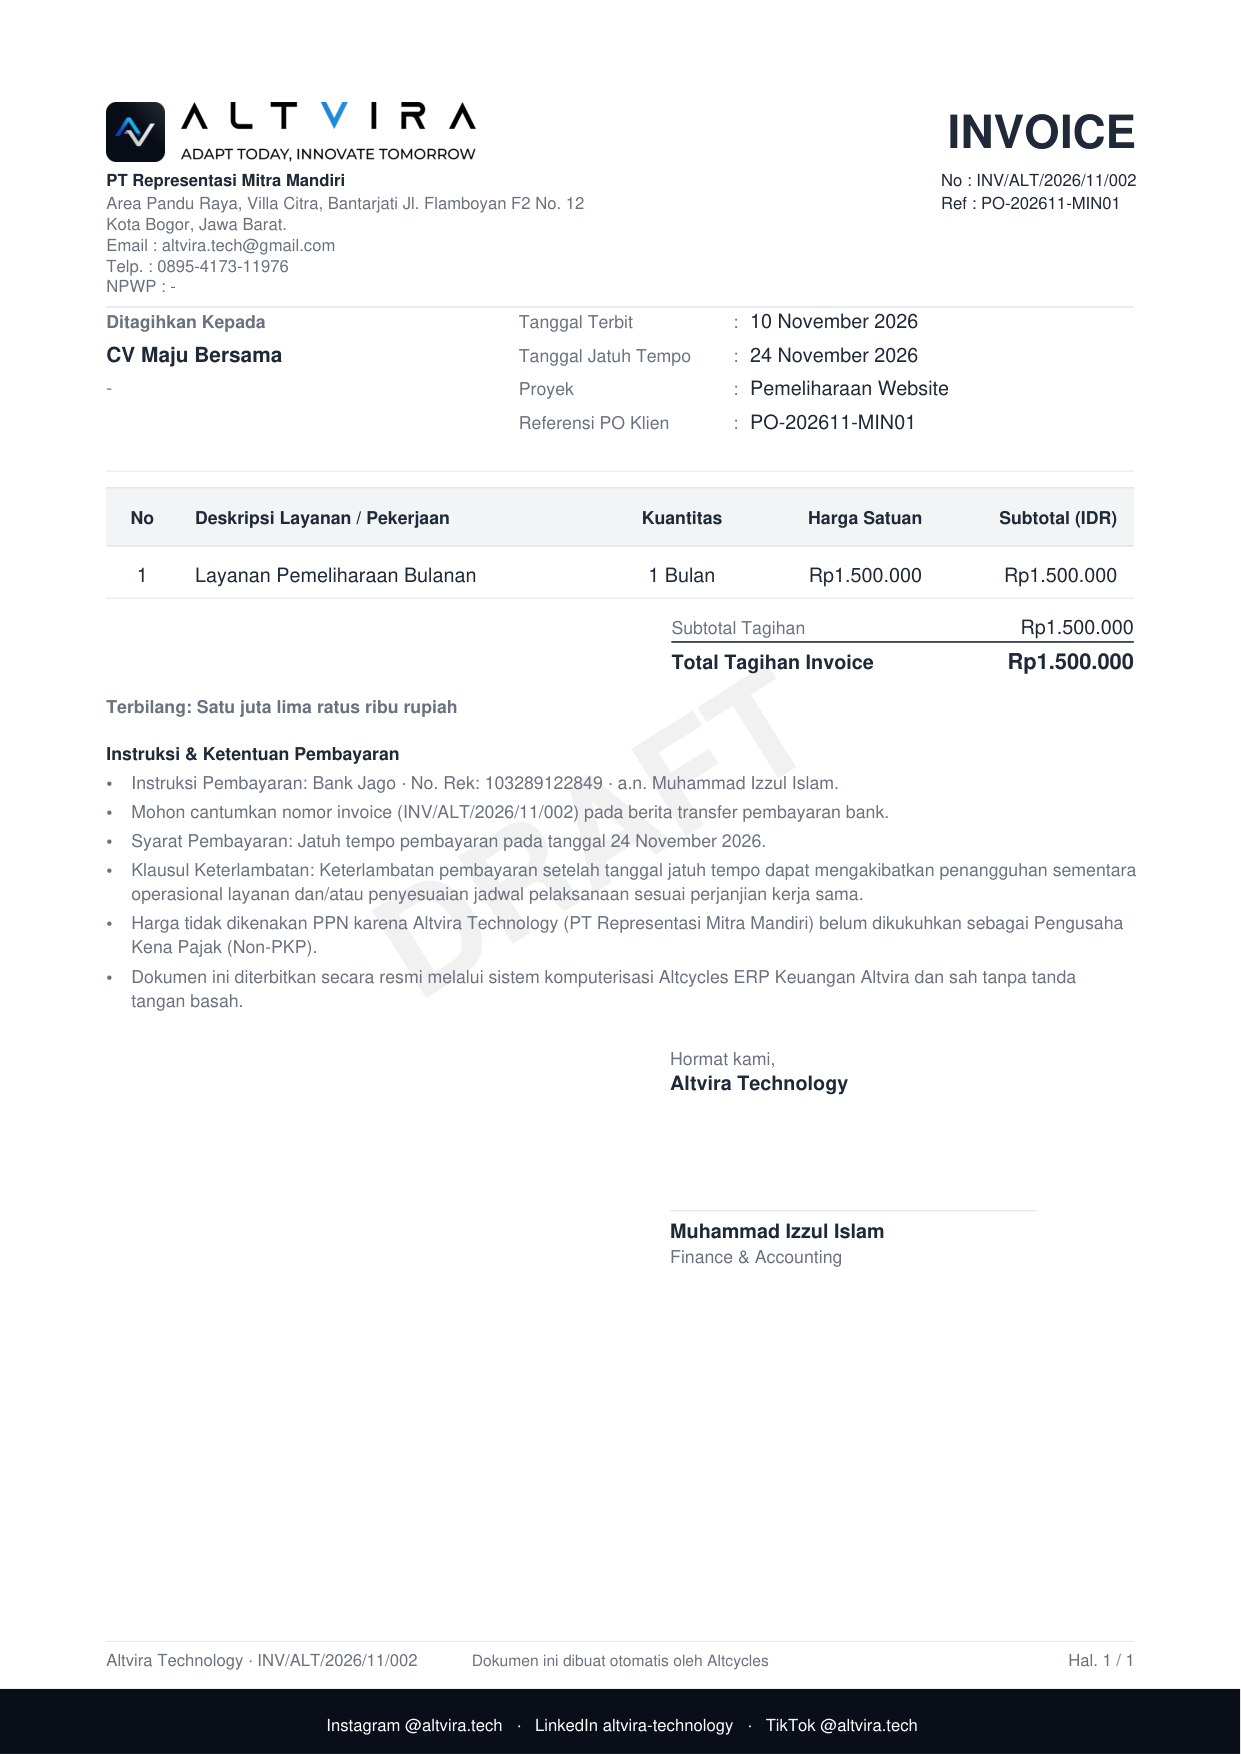 ALTVIRA
ADAPT TODAY, INNOVATE TOMORROW
INVOICE
PT Representasi Mitra Mandiri
No : INV/ALT/2026/11/002
Area Pandu Raya, Villa Citra, Bantarjati Jl. Flamboyan F2 No. 12
Ref : PO-202611-MIN01
Kota Bogor, Jawa Barat.
Email : altvira.tech@gmail.com
Telp. : 0895-4173-11976
NPWP : -
Ditagihkan Kepada
CV Maju Bersama
-
Tanggal Terbit : 10 November 2026
Tanggal Jatuh Tempo : 24 November 2026
Proyek : Pemeliharaan Website
Referensi PO Klien : PO-202611-MIN01
No Deskripsi Layanan / Pekerjaan Kuantitas Harga Satuan Subtotal (IDR)
1 Layanan Pemeliharaan Bulanan 1 Bulan Rp1.500.000 Rp1.500.000
Subtotal Tagihan Rp1.500.000
Total Tagihan Invoice Rp1.500.000
Terbilang: Satu juta lima ratus ribu rupiah
DRAFT
Instruksi & Ketentuan Pembayaran
• Instruksi Pembayaran: Bank Jago · No. Rek: 103289122849 · a.n. Muhammad Izzul Islam.
• Mohon cantumkan nomor invoice (INV/ALT/2026/11/002) pada berita transfer pembayaran bank.
• Syarat Pembayaran: Jatuh tempo pembayaran pada tanggal 24 November 2026.
• Klausul Keterlambatan: Keterlambatan pembayaran setelah tanggal jatuh tempo dapat mengakibatkan penangguhan sementara
operasional layanan dan/atau penyesuaian jadwal pelaksanaan sesuai perjanjian kerja sama.
• Harga tidak dikenakan PPN karena Altvira Technology (PT Representasi Mitra Mandiri) belum dikukuhkan sebagai Pengusaha
Kena Pajak (Non-PKP).
• Dokumen ini diterbitkan secara resmi melalui sistem komputerisasi Altcycles ERP Keuangan Altvira dan sah tanpa tanda
tangan basah.
Hormat kami,
Altvira Technology
Muhammad Izzul Islam
Finance & Accounting
Altvira Technology · INV/ALT/2026/11/002 Dokumen ini dibuat otomatis oleh Altcycles Hal. 1 / 1
Instagram @altvira.tech · LinkedIn altvira-technology · TikTok @altvira.tech